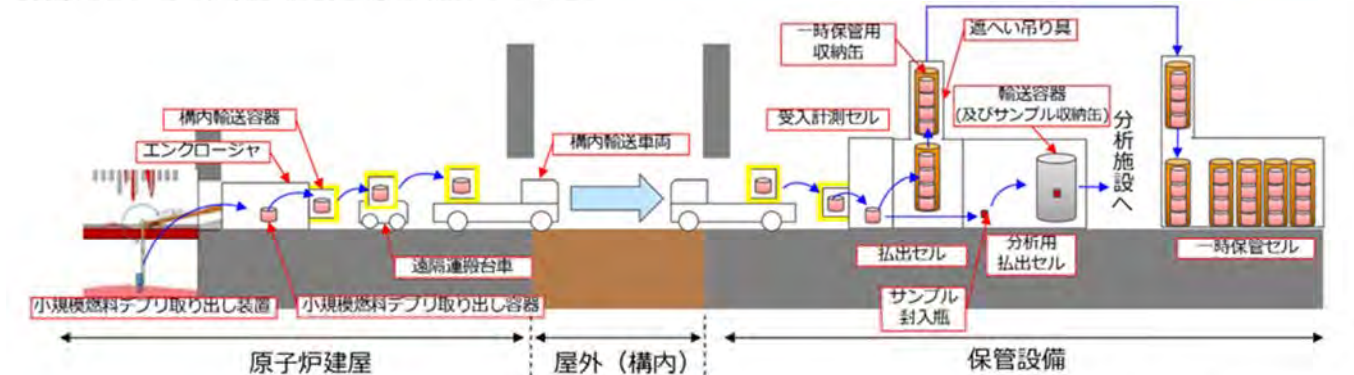 一時保管用
収納缶
遮へい吊り具
輸送容器
(及びサンプル収納缶)
構内輸送容器
エンクロージャ
構内輸送車両
受入計測セル
分析施設へ
遠隔運搬台車
払出セル
分析用
払出セル
一時保管セル
小規模燃料デブリ取り出し装置
小規模燃料デブリ取り出し容器
サンプル
封入瓶
原子炉建屋
屋外（構内）
保管設備